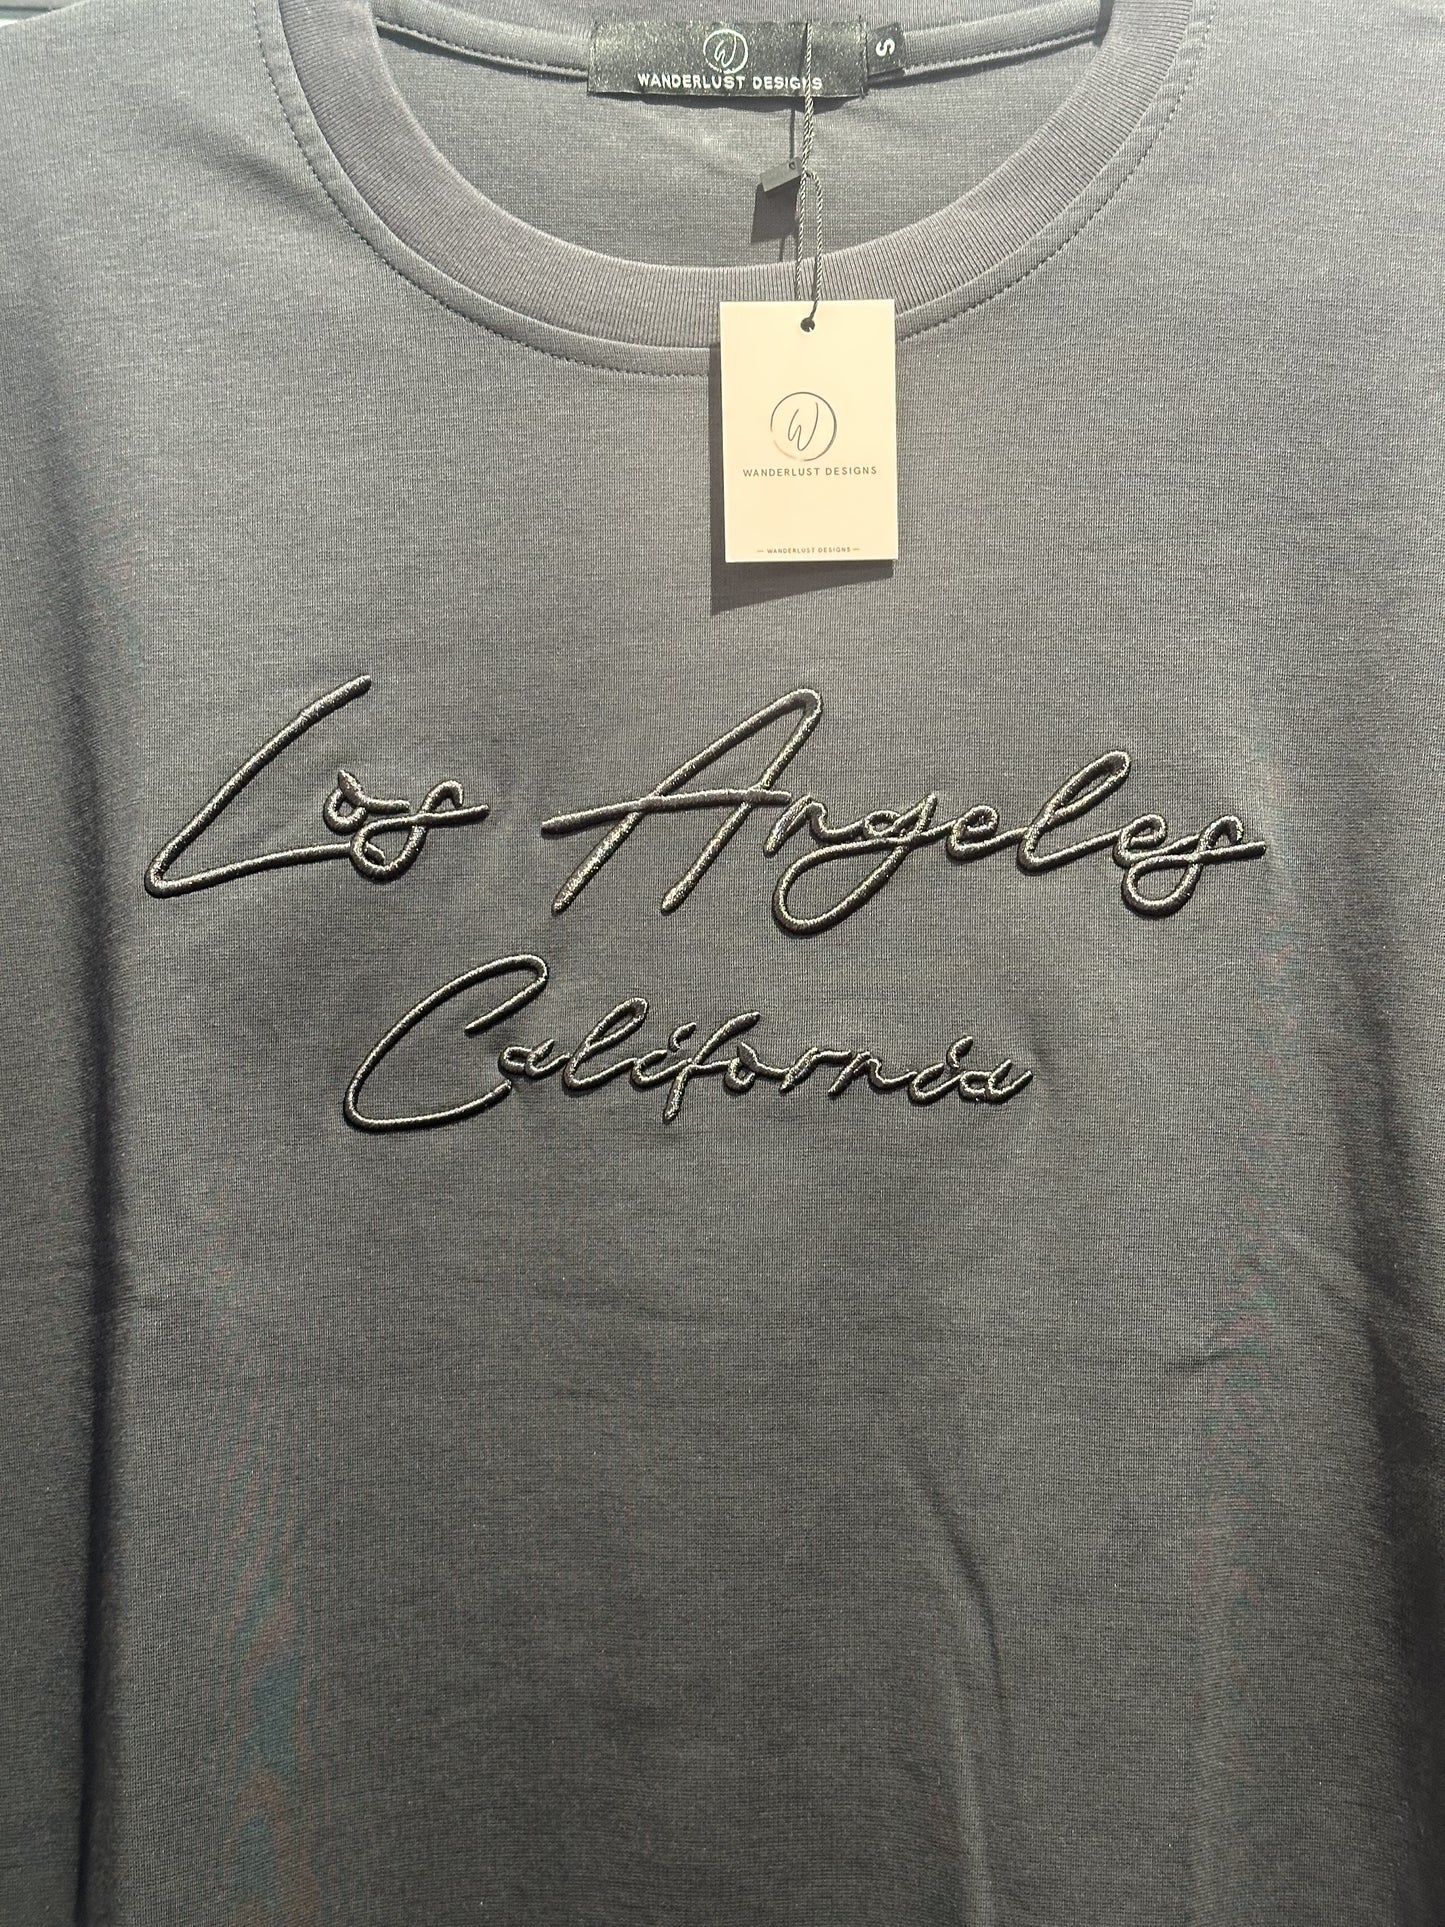 W
WANDERLUST DESIGNS
S
W
WANDERLUST DESIGNS
— WANDERLUST DESIGNS —
Los Angeles
California